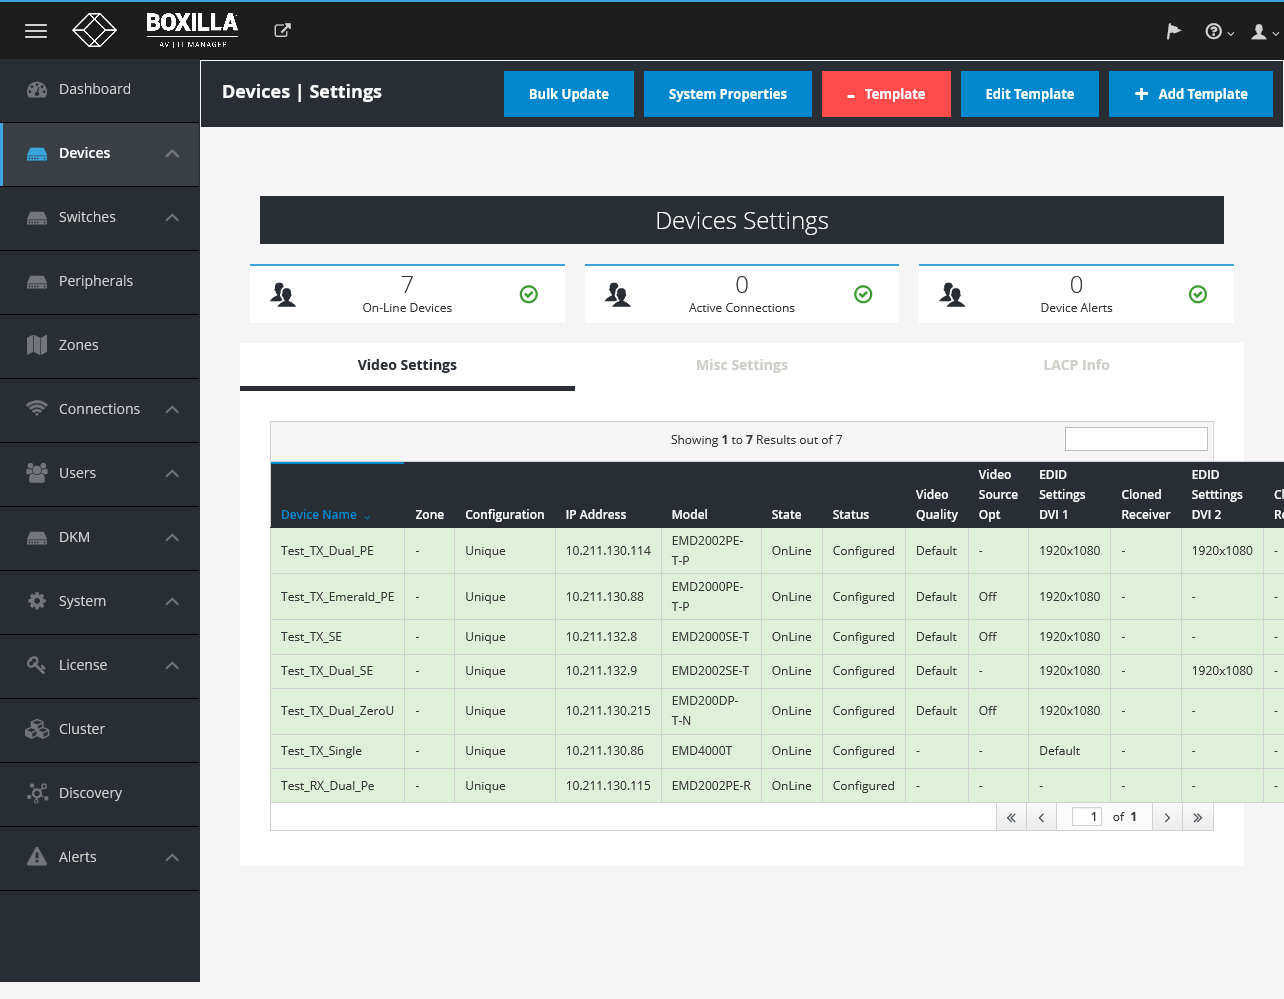 BOXILLA
AV | IT MANAGER
Dashboard
Devices
Switches
Peripherals
Zones
Connections
Users
DKM
System
License
Cluster
Discovery
Alerts
Devices | Settings
Bulk Update
System Properties
- Template
Edit Template
+ Add Template
Devices Settings
7
On-Line Devices
0
Active Connections
0
Device Alerts
Video Settings Misc Settings LACP Info
Showing 1 to 7 Results out of 7
Device Name Zone Configuration IP Address Model State Status Video Quality Video Source Opt EDID Settings DVI 1 Cloned Receiver EDID Setttings DVI 2
Test_TX_Dual_PE - Unique 10.211.130.114 EMD2002PE-T-P OnLine Configured Default - 1920x1080 - 1920x1080 -
Test_TX_Emerald_PE - Unique 10.211.130.88 EMD2000PE-T-P OnLine Configured Default Off 1920x1080 - - -
Test_TX_SE - Unique 10.211.132.8 EMD2000SE-T OnLine Configured Default Off 1920x1080 - - -
Test_TX_Dual_SE - Unique 10.211.132.9 EMD2002SE-T OnLine Configured Default - 1920x1080 - 1920x1080 -
Test_TX_Dual_ZeroU - Unique 10.211.130.215 EMD200DP-T-N OnLine Configured Default Off 1920x1080 - - -
Test_TX_Single - Unique 10.211.130.86 EMD4000T OnLine Configured - - Default - - -
Test_RX_Dual_Pe - Unique 10.211.130.115 EMD2002PE-R OnLine Configured - - - - - -
« ‹ 1 of 1 › »